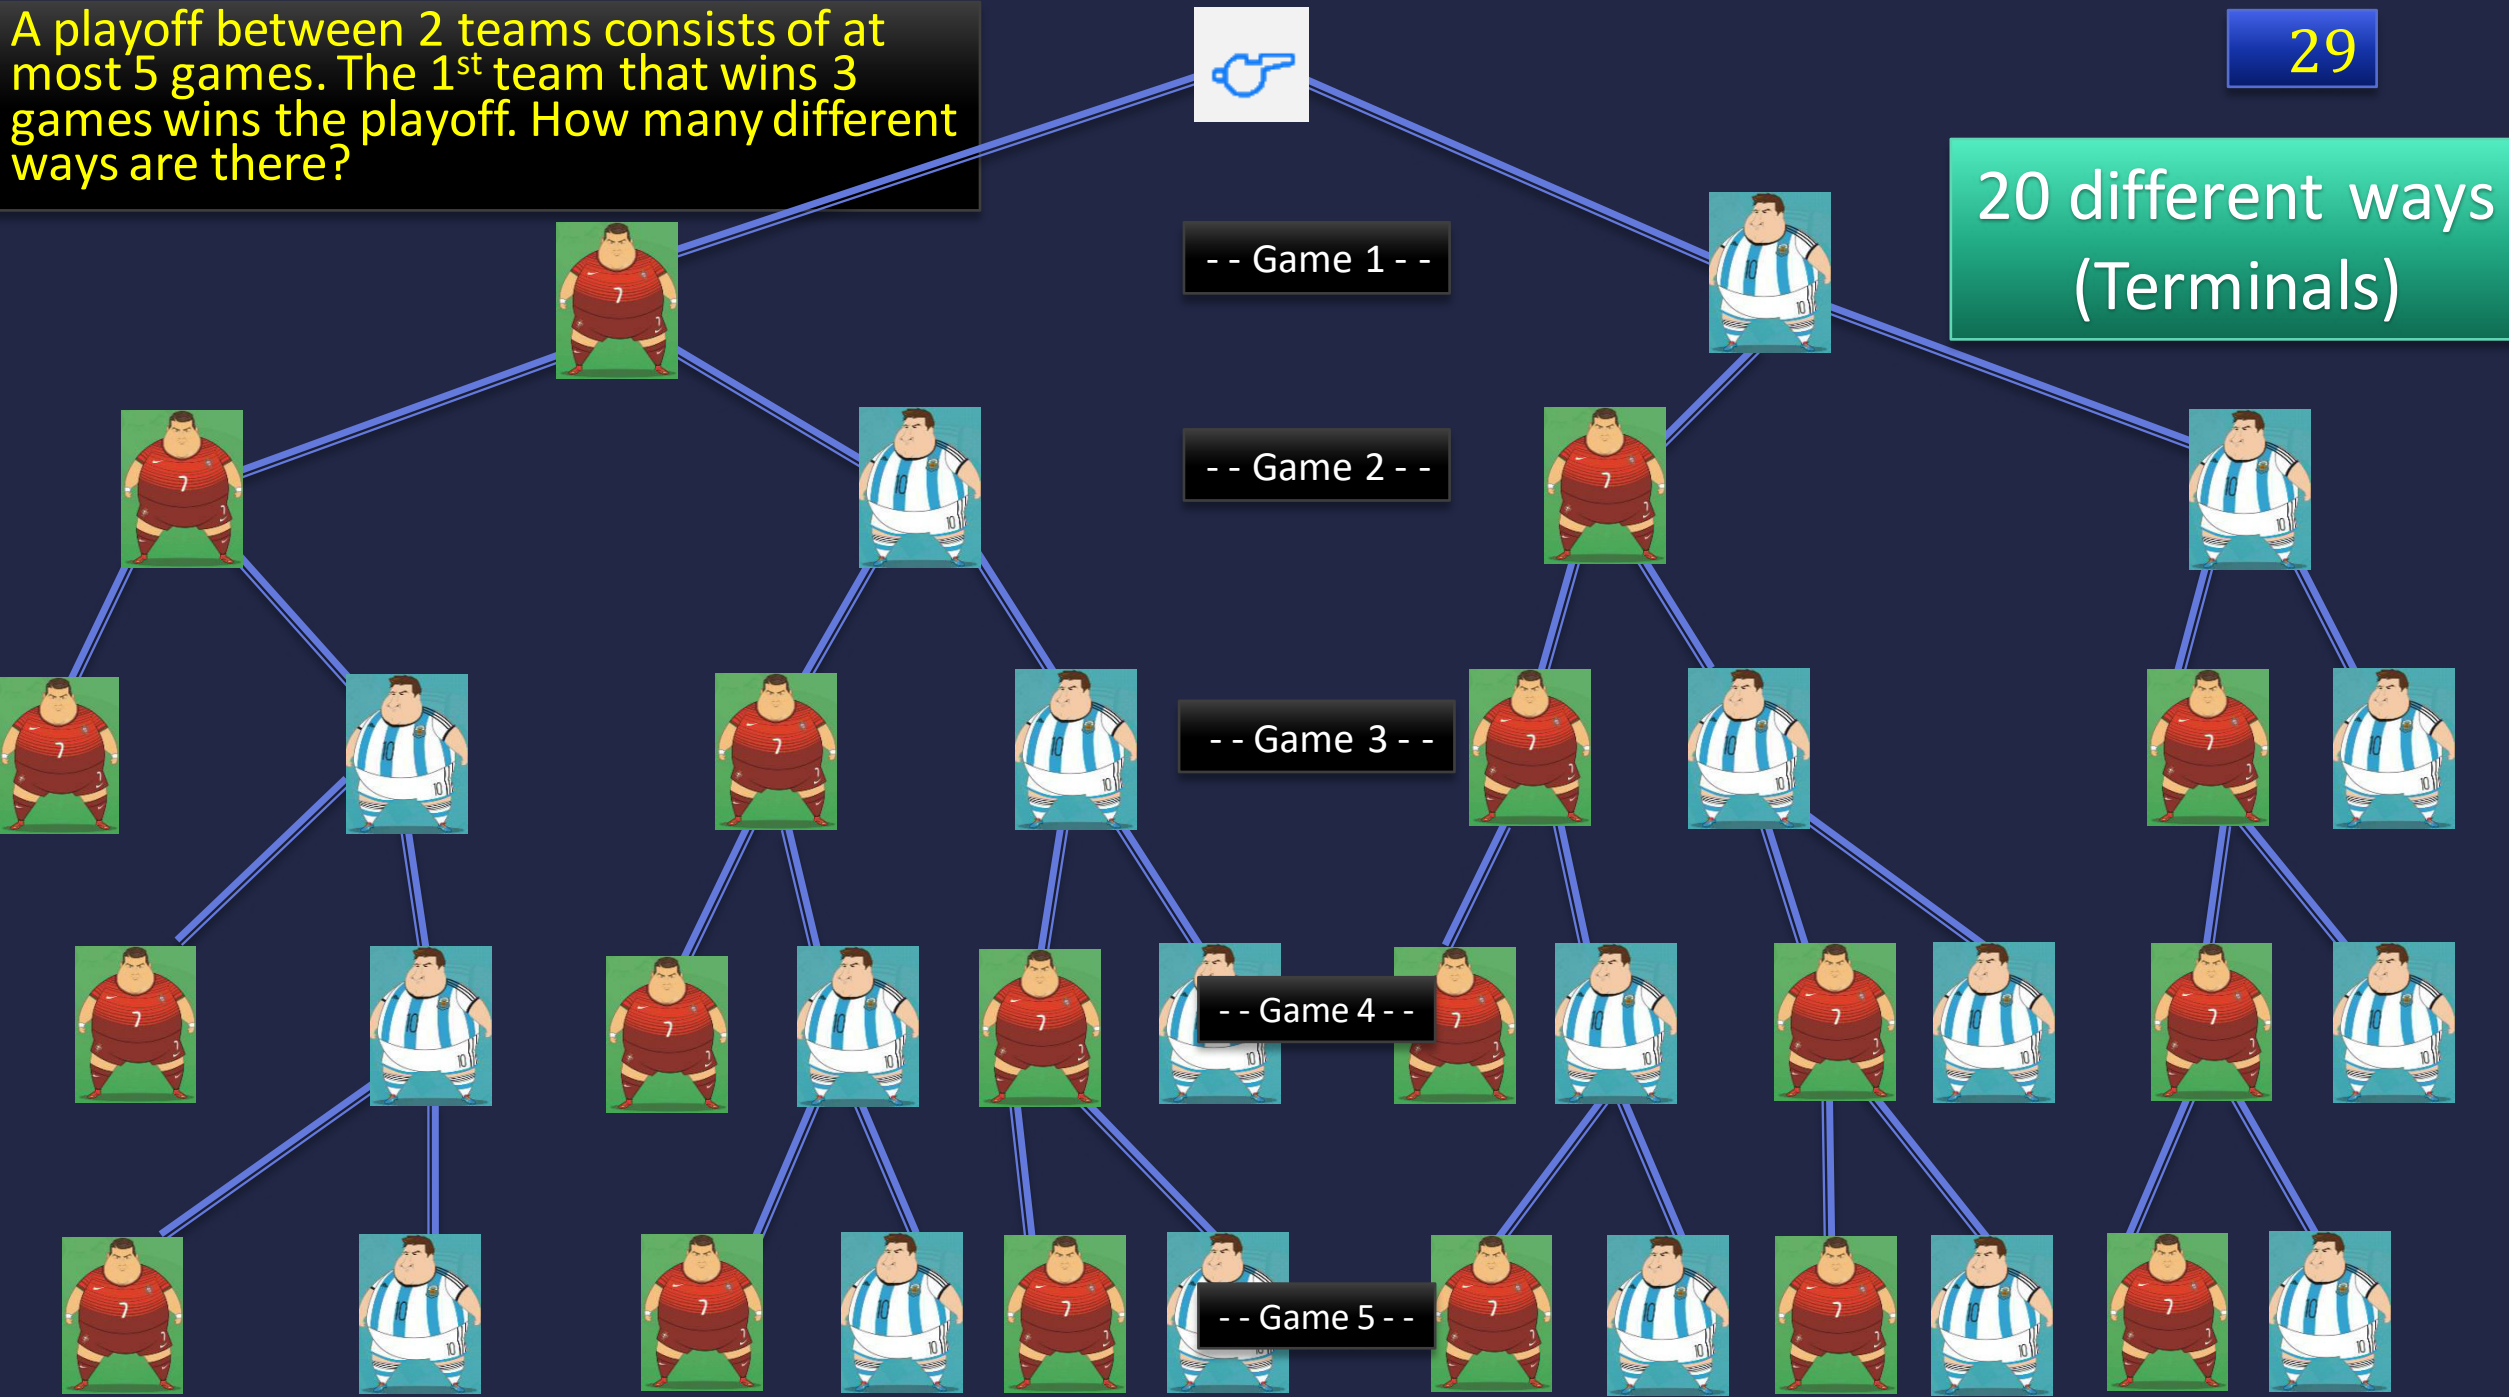 A playoff between 2 teams consists of at
most 5 games. The 1st team that wins 3
games wins the playoff. How many different
ways are there?
29
20 different ways
(Terminals)
- - Game 1 - -
- - Game 2 - -
- - Game 3 - -
- - Game 4 - -
- - Game 5 - -